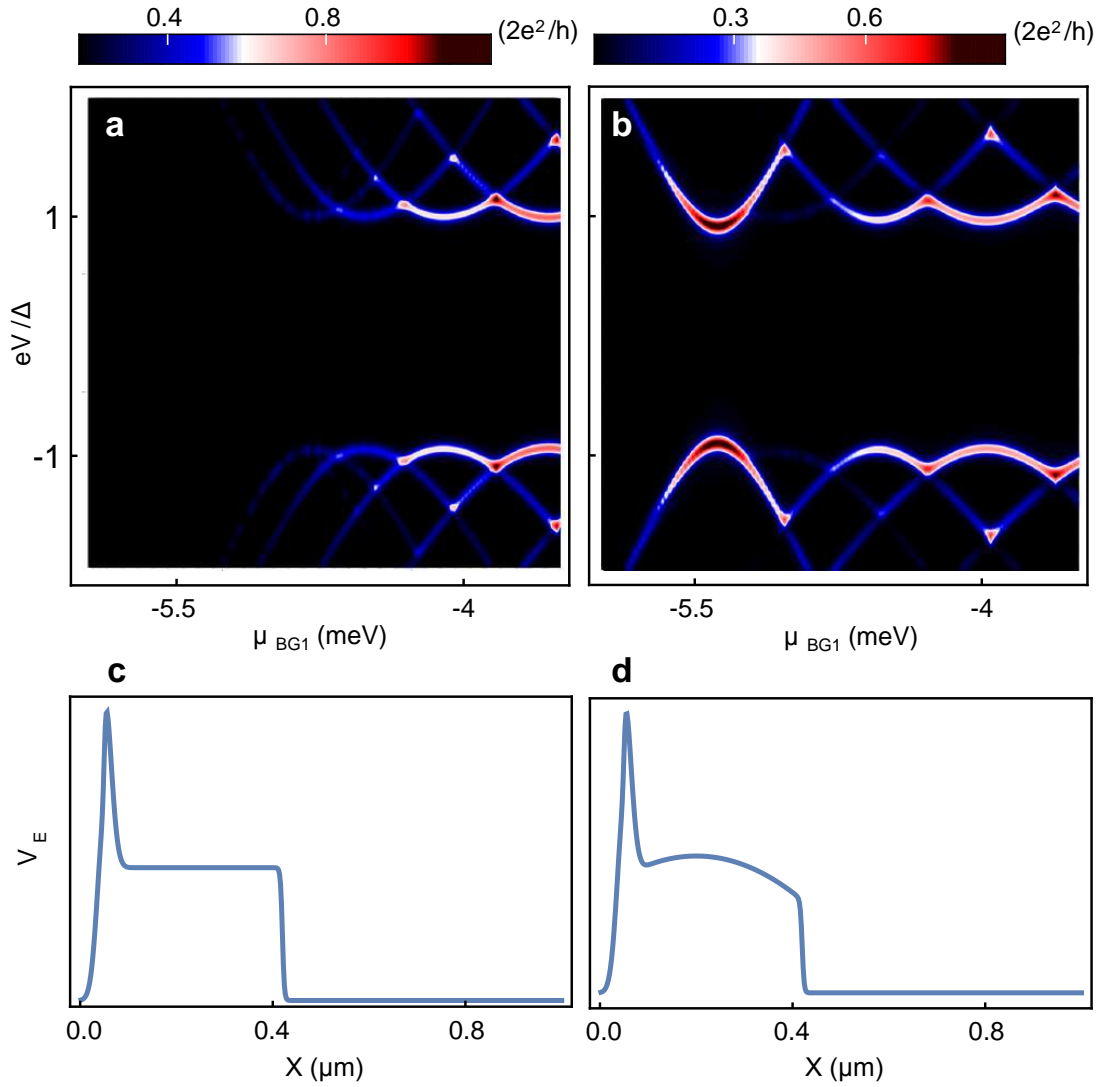 0.4 0.8 (2e²/h) 0.3 0.6 (2e²/h)
a b
1
eV /Δ
-1
-5.5 -4 -5.5 -4
μ BG1 (meV) μ BG1 (meV)
c d
V E
0.0 0.4 0.8 0.0 0.4 0.8
X (μm) X (μm)